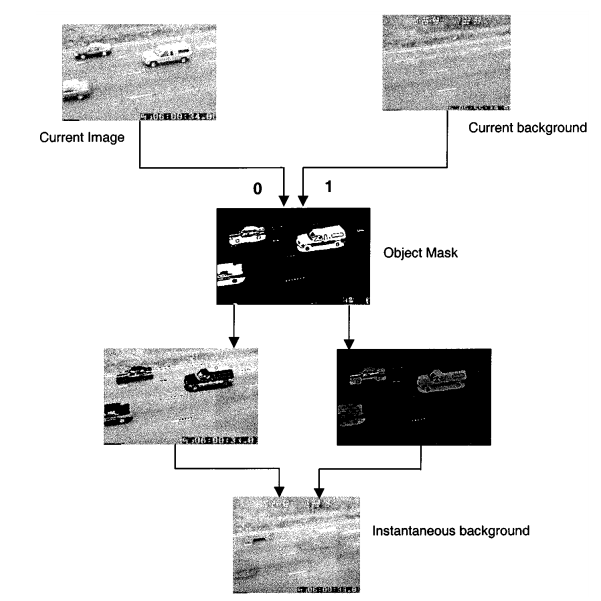 Current Image
Current background
0
1
Object Mask
Instantaneous background